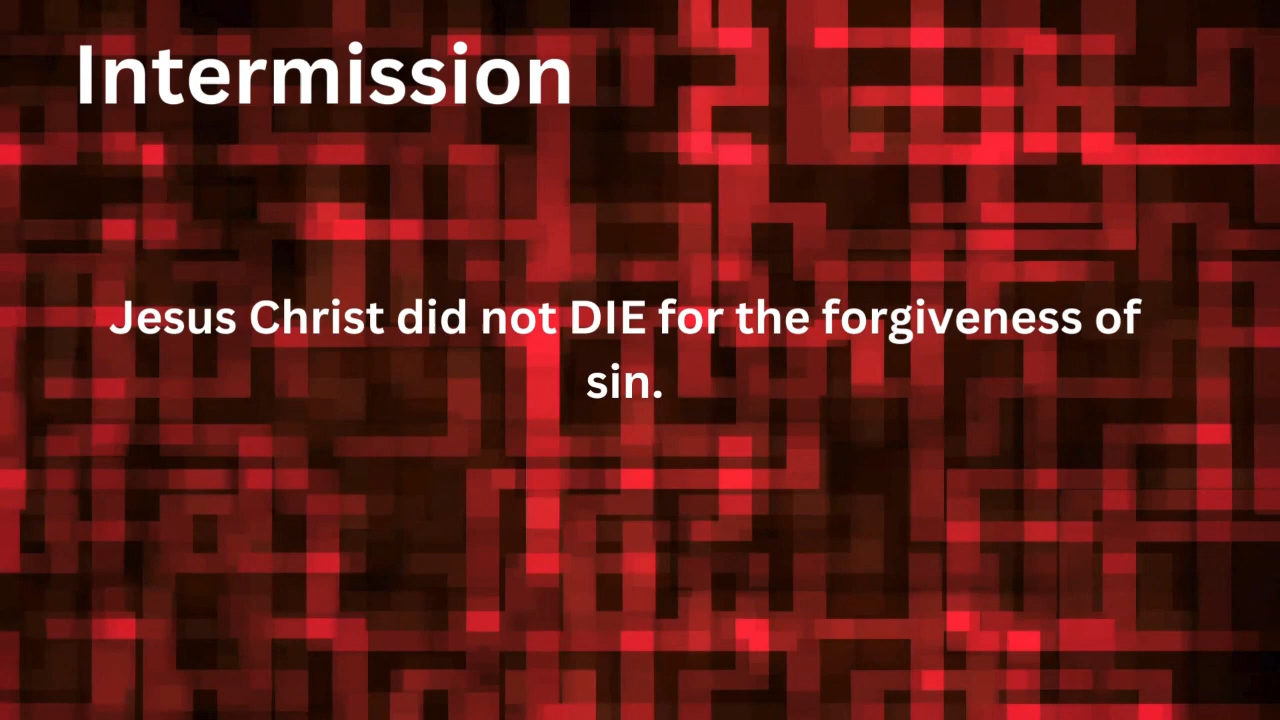 Intermission
Jesus Christ did not DIE for the forgiveness of
sin.